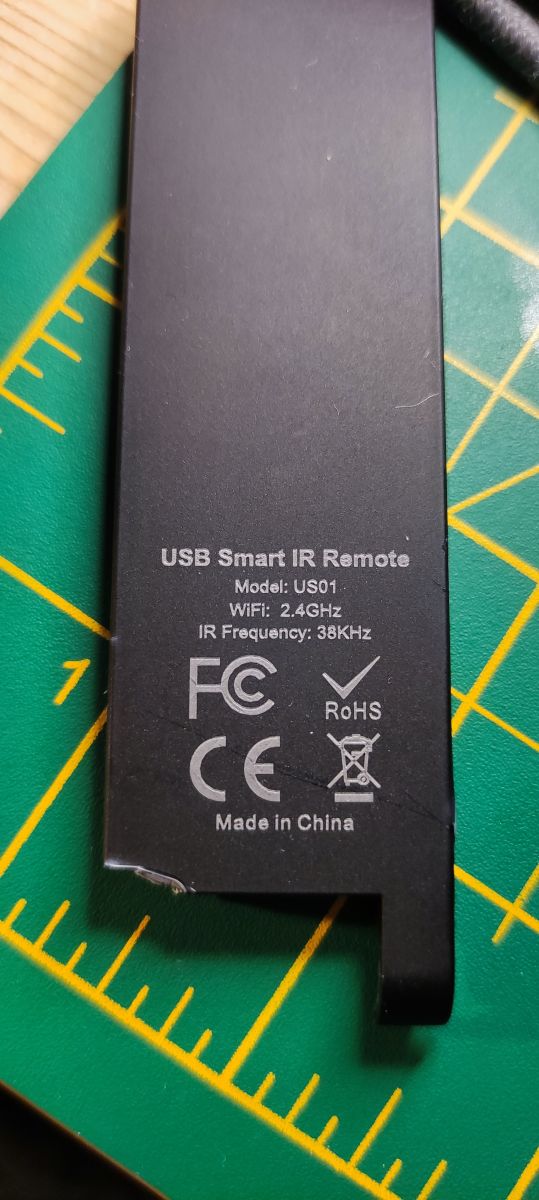 USB Smart IR Remote
Model: US01
WiFi: 2.4GHz
IR Frequency: 38KHz
FC
RoHS
CE
Made in China
1